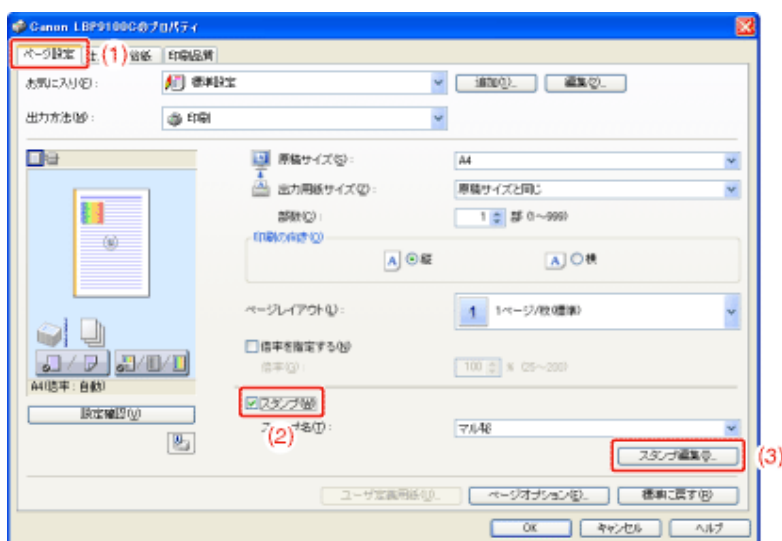 Canon LBP9100Cのプロパティ
ページ設定 (1) 給紙 印刷品質
お気に入り(F): 標準設定 追加(1)... 編集(2)...
出力方法(M): 印刷
原稿サイズ(S): A4
出力用紙サイズ(Z): 原稿サイズと同じ
部数(C): 1 部 (1～999)
印刷の向き(O)
A 縦 A 横
ページレイアウト(L): 1 1ページ/枚(標準)
倍率を指定する(N)
倍率(G): 100 % (25～200)
A4(倍率: 自動)
スタンプ(W)
設定確認(V)
(2) マル秘
スタンプ編集(I)... (3)
ユーザ定義用紙(U)... ページオプション(E)... 標準に戻す(R)
OK キャンセル ヘルプ